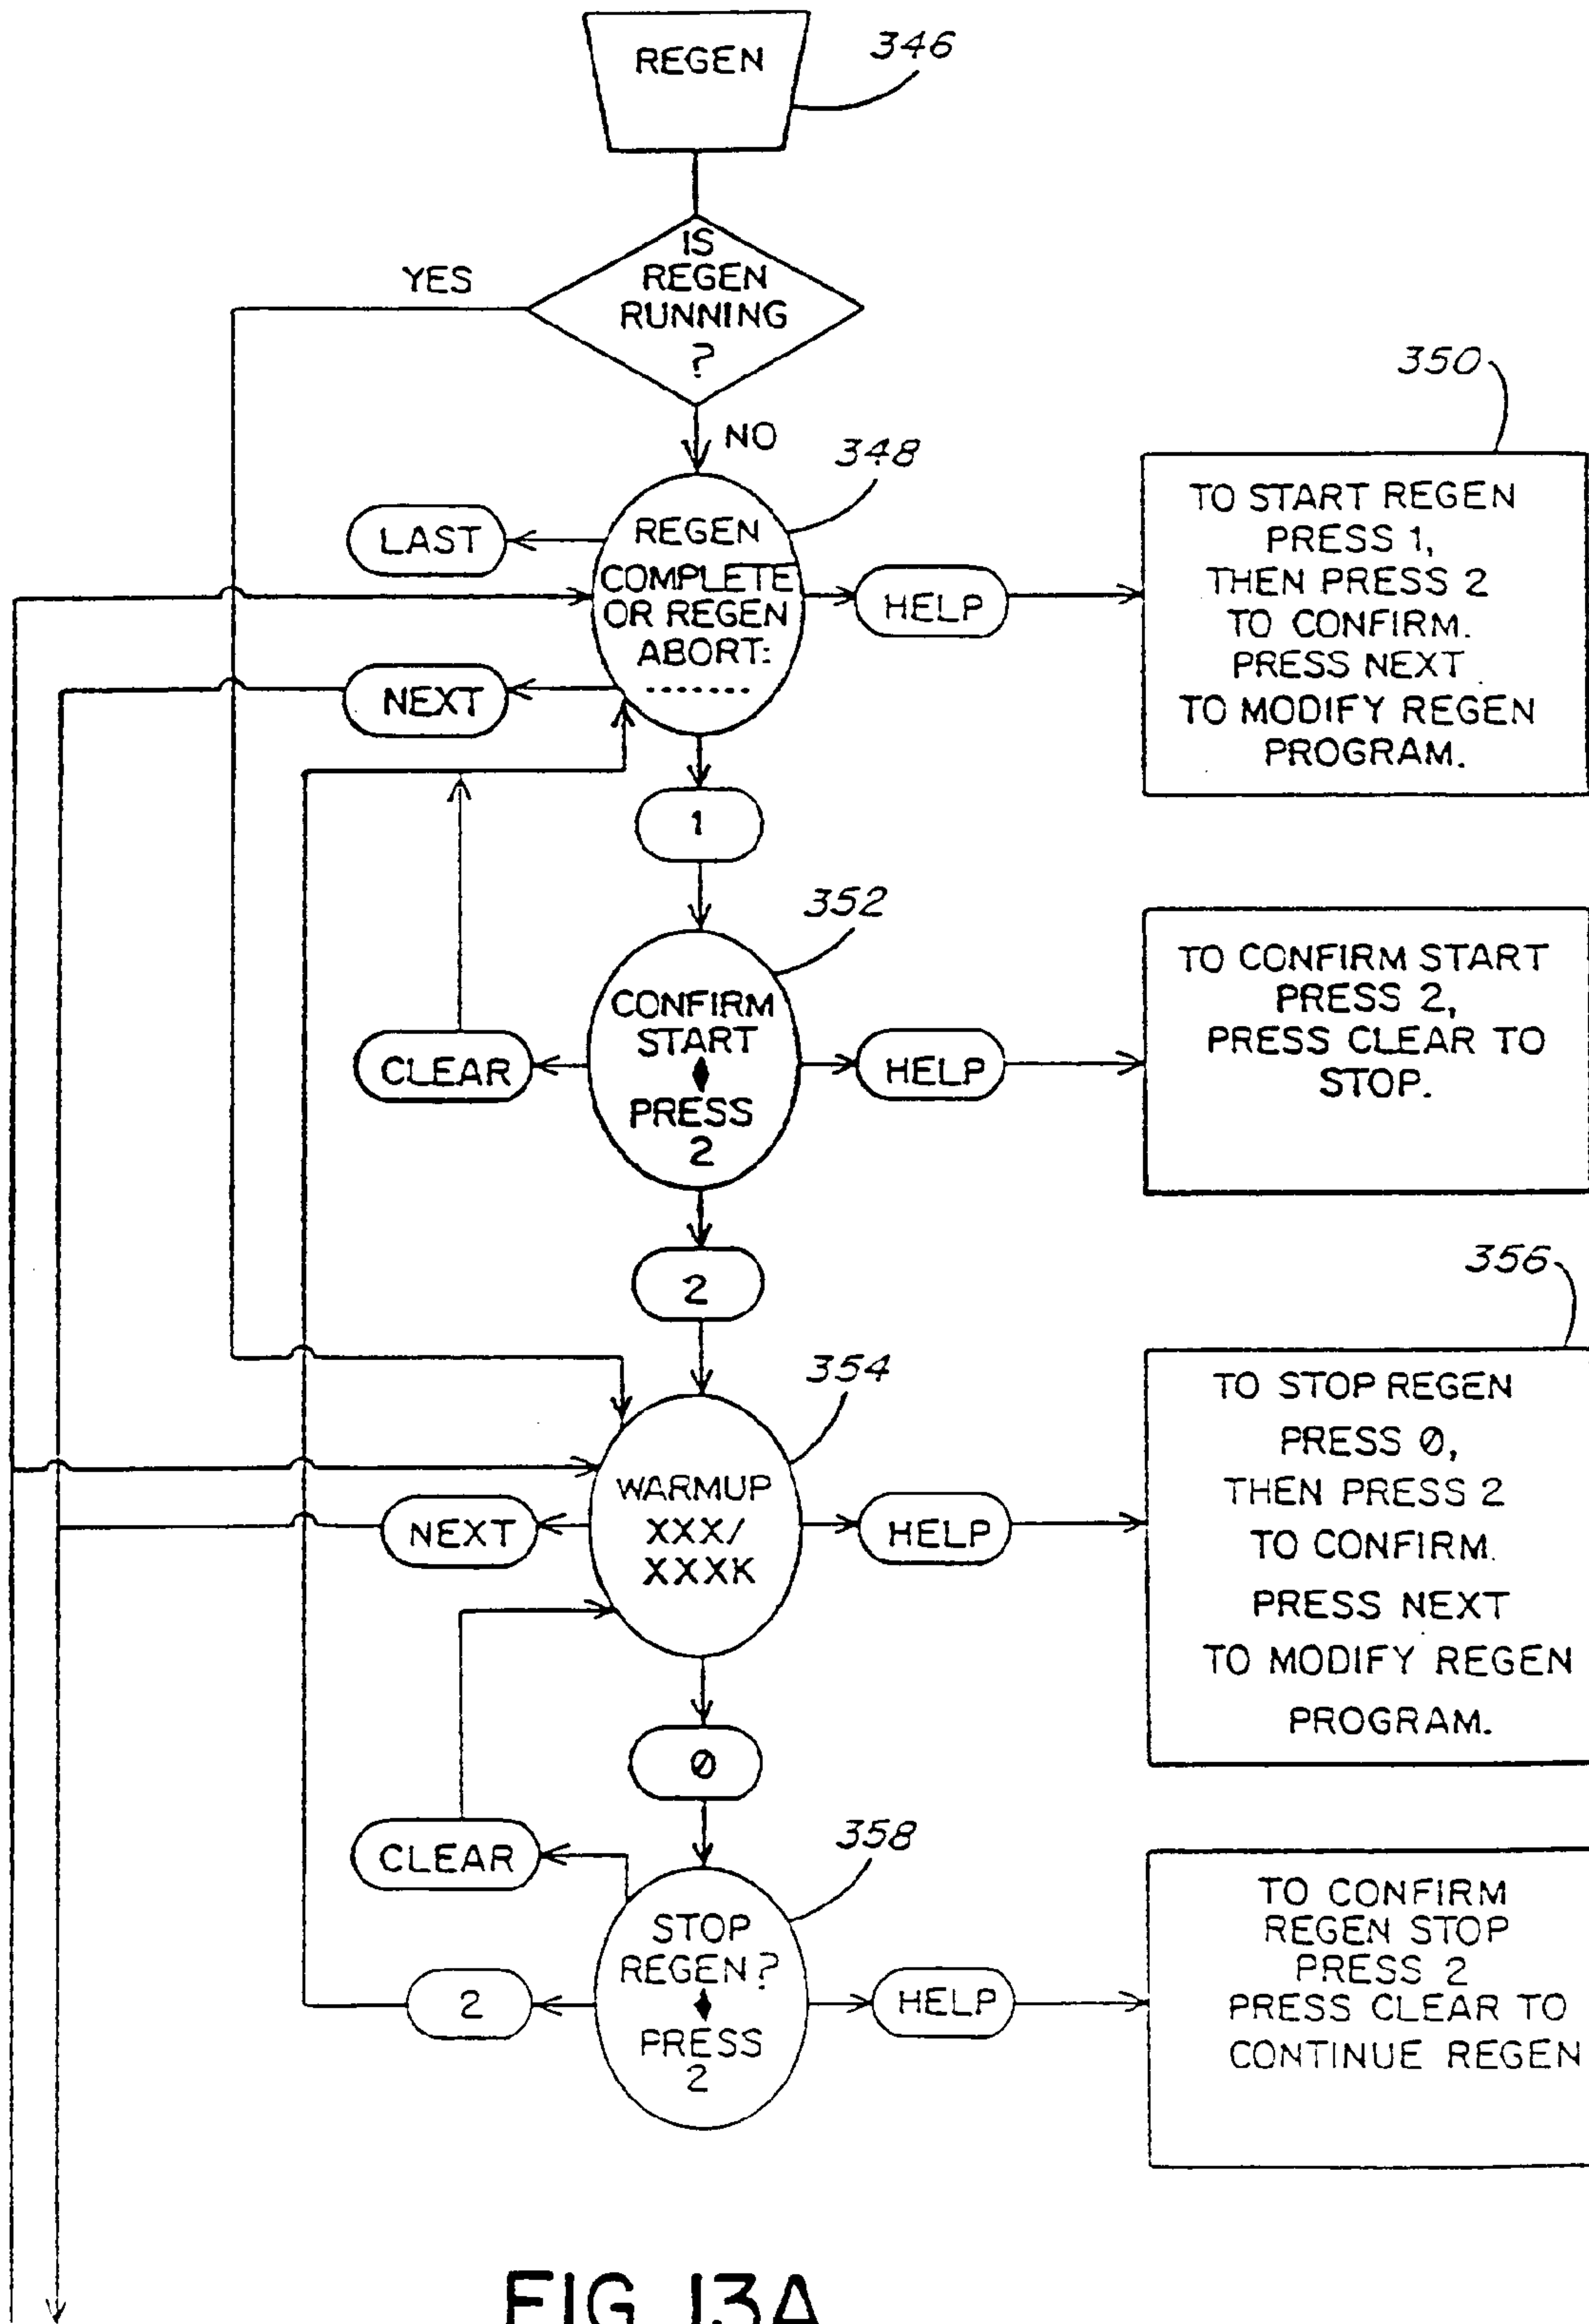 REGEN
346
IS
REGEN
RUNNING
?
YES
NO
348
350
LAST
REGEN
COMPLETE
OR REGEN
ABORT:
.......
HELP
TO START REGEN
PRESS 1,
THEN PRESS 2
TO CONFIRM.
PRESS NEXT
TO MODIFY REGEN
PROGRAM.
NEXT
1
352
CONFIRM
START
♦
PRESS
2
CLEAR
HELP
TO CONFIRM START
PRESS 2,
PRESS CLEAR TO
STOP.
2
354
356
WARMUP
XXX/
XXXK
NEXT
HELP
TO STOP REGEN
PRESS 0,
THEN PRESS 2
TO CONFIRM.
PRESS NEXT
TO MODIFY REGEN
PROGRAM.
0
CLEAR
358
STOP
REGEN?
♦
PRESS
2
2
HELP
TO CONFIRM
REGEN STOP
PRESS 2
PRESS CLEAR TO
CONTINUE REGEN
FIG. 13A